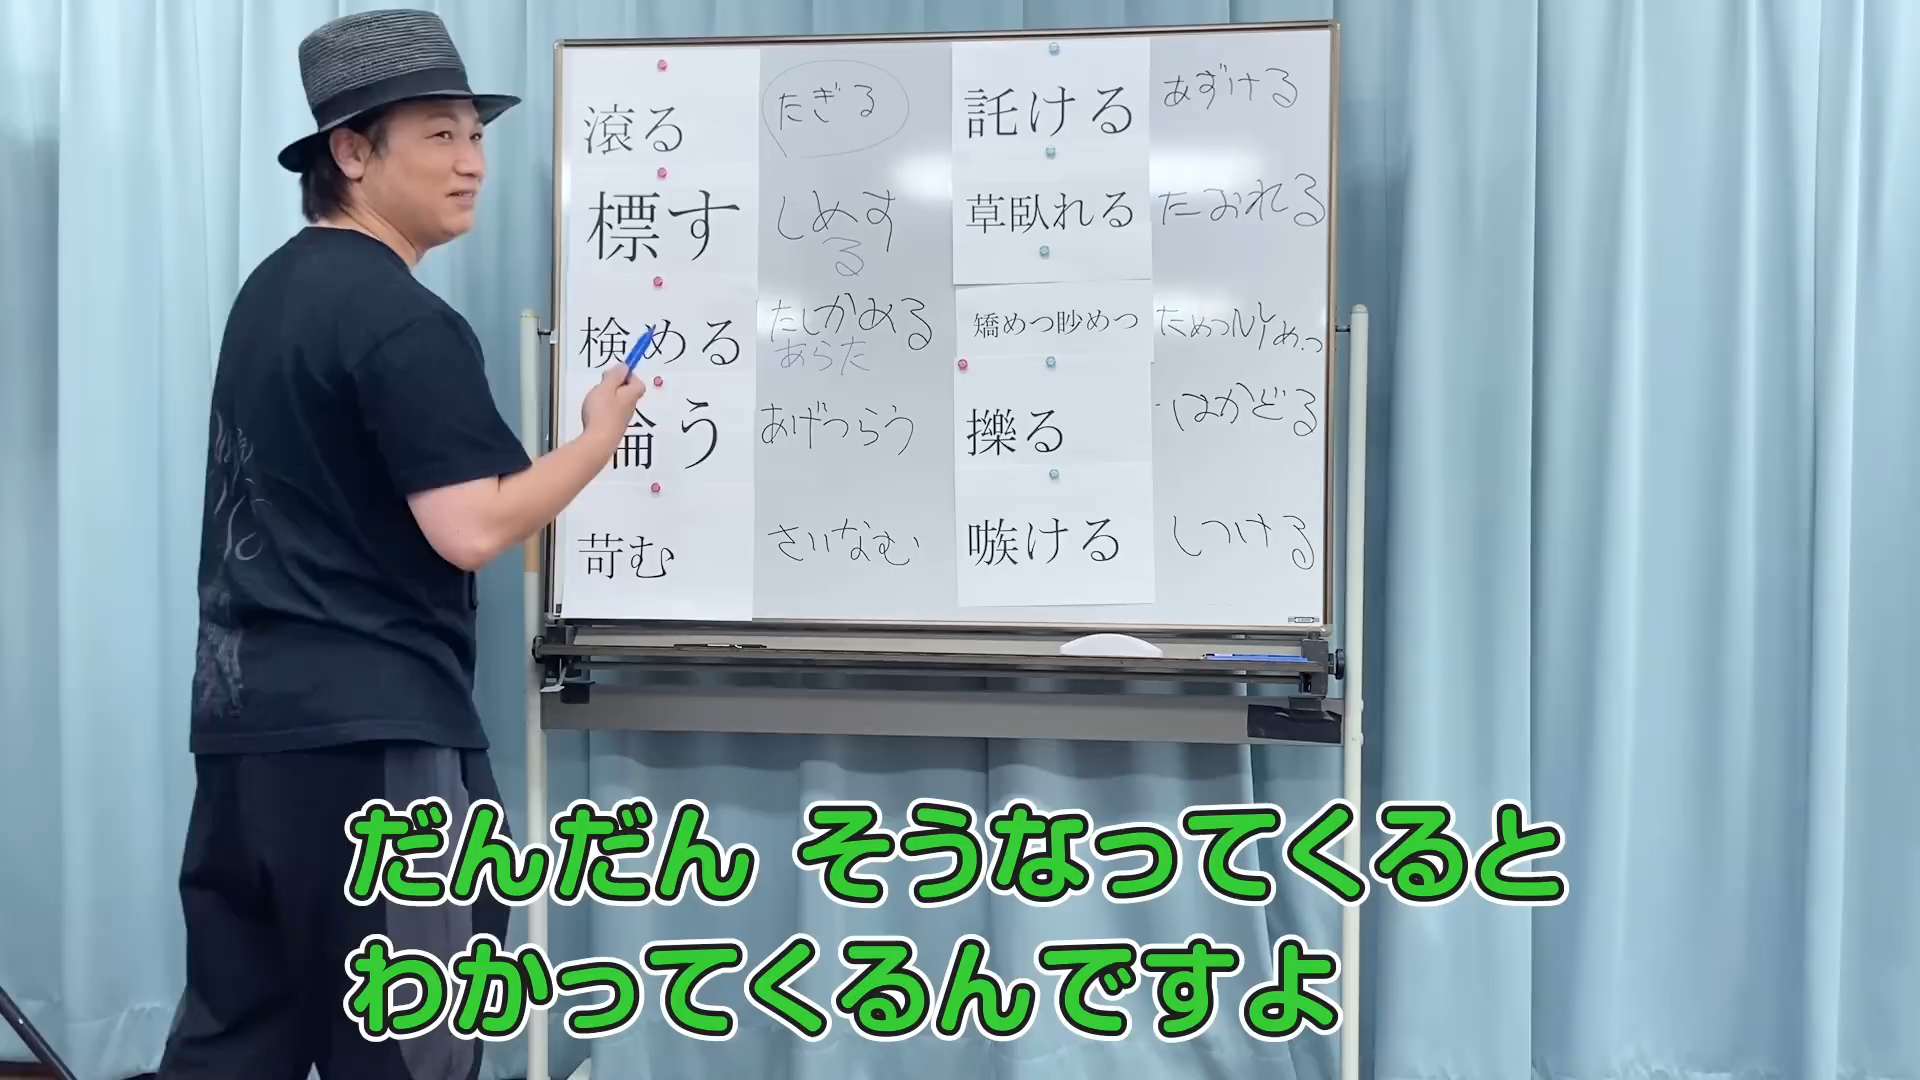 滾る たぎる
標す しめす
る
検める たしかめる
あらた
う あげつらう
苛む さいなむ
託ける あずける
草臥れる たおれる
矯めつ眇めつ ためつ めつ
擽る はかどる
嗾ける しつける
だんだん そうなってくると
わかってくるんですよ